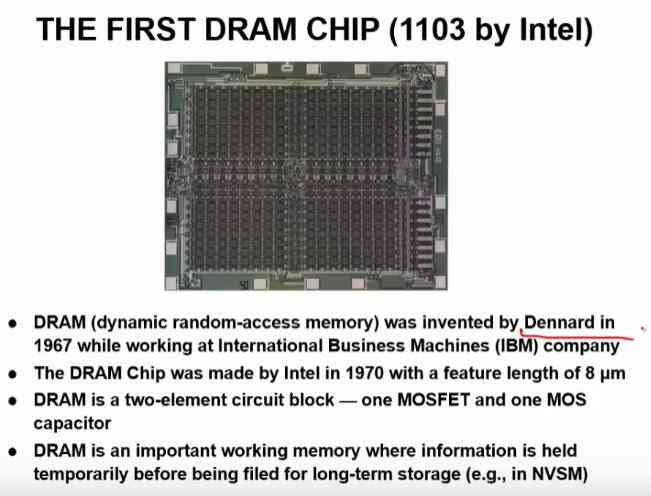 THE FIRST DRAM CHIP (1103 by Intel)
● DRAM (dynamic random-access memory) was invented by Dennard in
1967 while working at International Business Machines (IBM) company
● The DRAM Chip was made by Intel in 1970 with a feature length of 8 μm
● DRAM is a two-element circuit block — one MOSFET and one MOS
capacitor
● DRAM is an important working memory where information is held
temporarily before being filed for long-term storage (e.g., in NVSM)